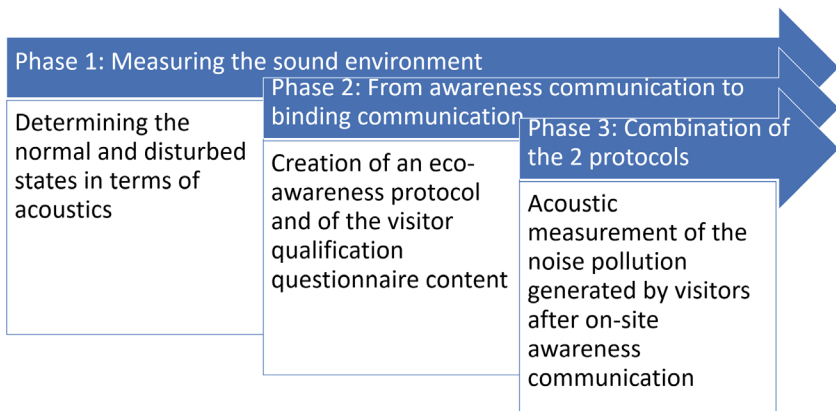 Phase 1: Measuring the sound environment
Determining the
normal and disturbed
states in terms of
acoustics
Phase 2: From awareness communication to
binding communication
Creation of an eco-
awareness protocol
and of the visitor
qualification
questionnaire content
Phase 3: Combination of
the 2 protocols
Acoustic
measurement of the
noise pollution
generated by visitors
after on-site
awareness
communication